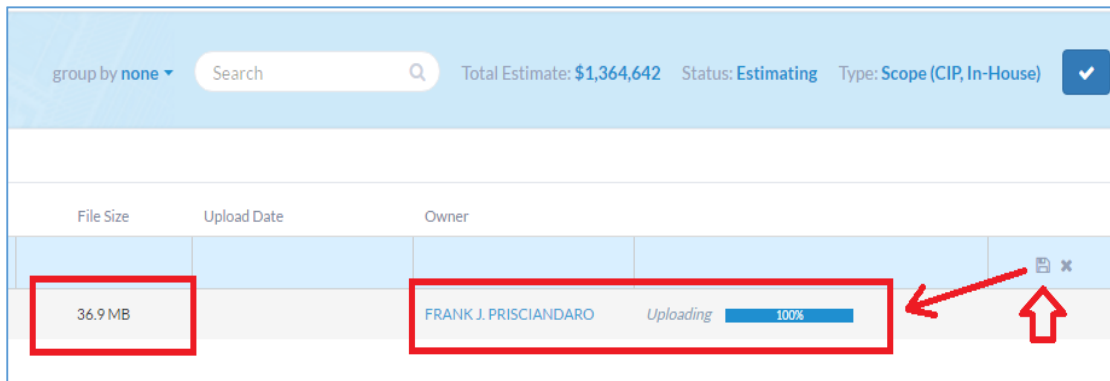 group by none Search Total Estimate: $1,364,642 Status: Estimating Type: Scope (CIP, In-House)
File Size Upload Date Owner
36.9 MB FRANK J. PRISCIANDARO Uploading 100%